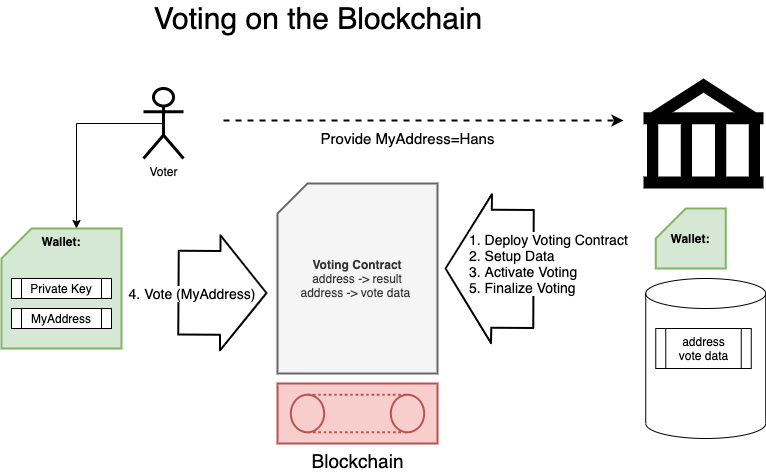 Voting on the Blockchain
Provide MyAddress=Hans
Voter
Wallet:
Private Key
MyAddress
4. Vote (MyAddress)
Voting Contract
address -> result
address -> vote data
1. Deploy Voting Contract
2. Setup Data
3. Activate Voting
5. Finalize Voting
Wallet:
address
vote data
Blockchain